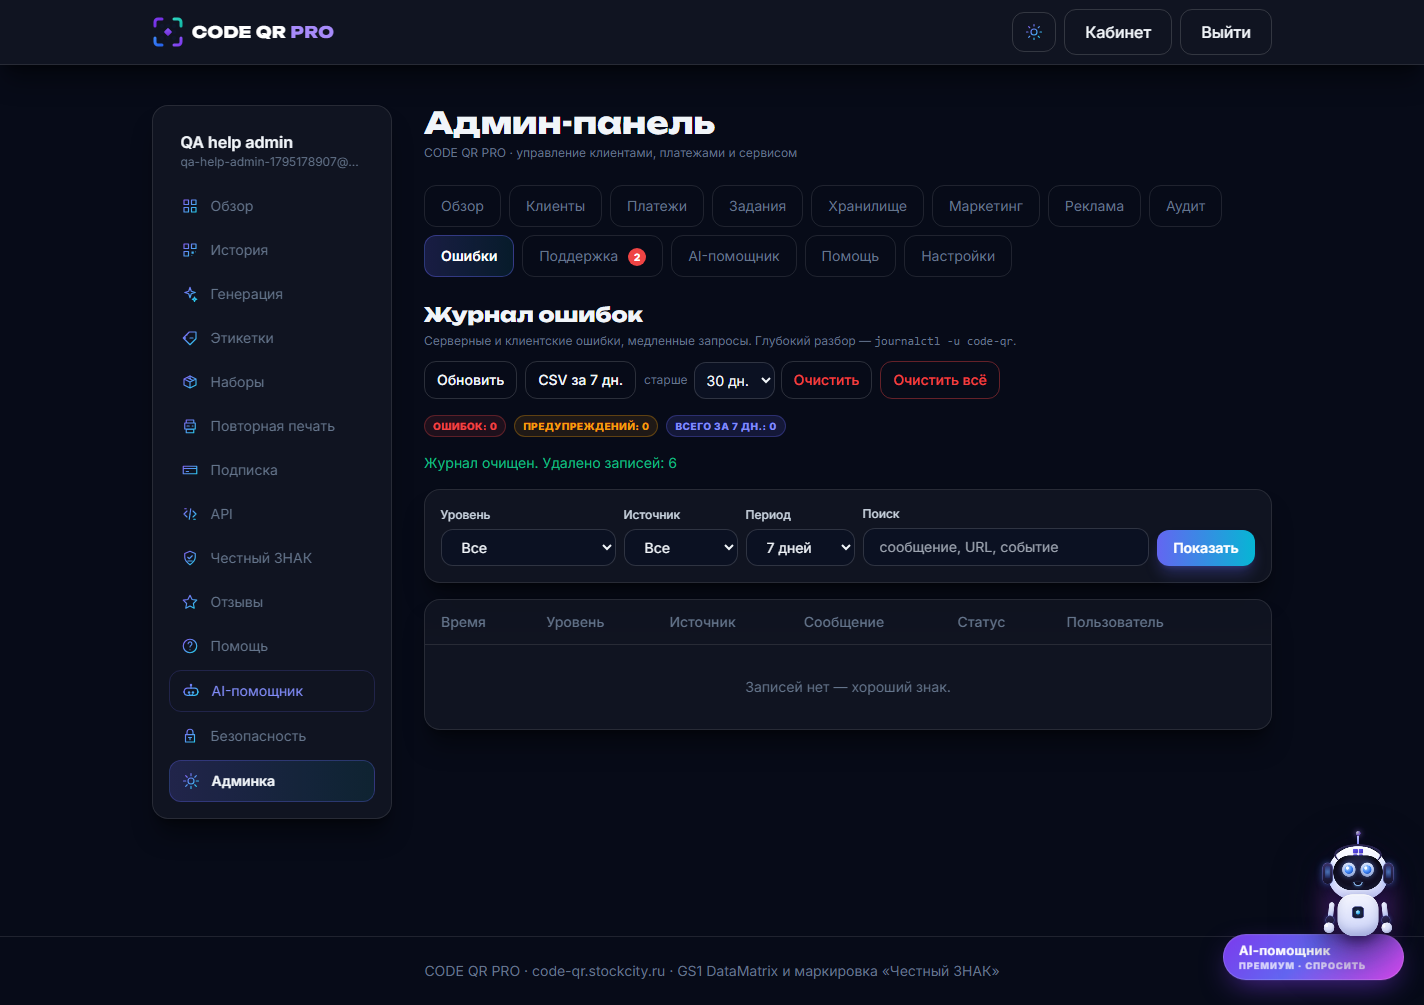 CODE QR PRO
Кабинет
Выйти
QA help admin
qa-help-admin-1795178907@...
Обзор
История
Генерация
Этикетки
Наборы
Повторная печать
Подписка
API
Честный ЗНАК
Отзывы
Помощь
AI-помощник
Безопасность
Админка
Админ-панель
CODE QR PRO · управление клиентами, платежами и сервисом
Обзор
Клиенты
Платежи
Задания
Хранилище
Маркетинг
Реклама
Аудит
Ошибки
Поддержка 2
AI-помощник
Помощь
Настройки
Журнал ошибок
Серверные и клиентские ошибки, медленные запросы. Глубокий разбор — journalctl -u code-qr.
Обновить
CSV за 7 дн.
старше
30 дн.
Очистить
Очистить всё
ОШИБОК: 0
ПРЕДУПРЕЖДЕНИЙ: 0
ВСЕГО ЗА 7 ДН.: 0
Журнал очищен. Удалено записей: 6
Уровень
Источник
Период
Поиск
Все
Все
7 дней
сообщение, URL, событие
Показать
Время
Уровень
Источник
Сообщение
Статус
Пользователь
Записей нет — хороший знак.
AI-помощник
ПРЕМИУМ · СПРОСИТЬ
CODE QR PRO · code-qr.stockcity.ru · GS1 DataMatrix и маркировка «Честный ЗНАК»